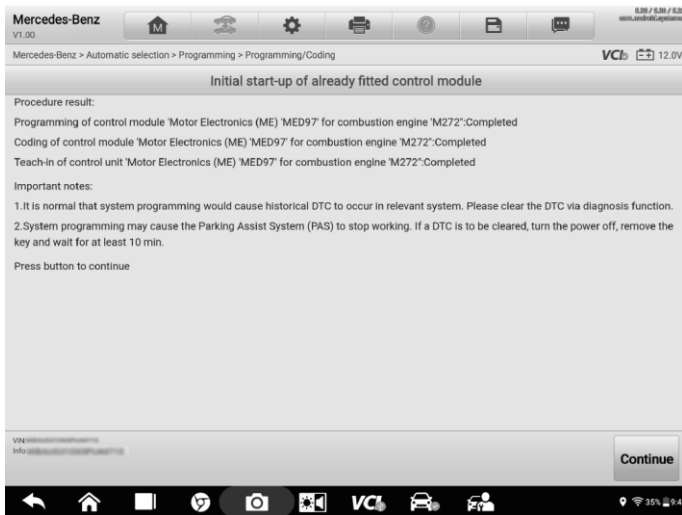 Mercedes-Benz
V1.00
M
VCI
Mercedes-Benz > Automatic selection > Programming > Programming/Coding
12.0V
Initial start-up of already fitted control module
Procedure result:
Programming of control module 'Motor Electronics (ME) 'MED97' for combustion engine 'M272'':Completed
Coding of control module 'Motor Electronics (ME) 'MED97' for combustion engine 'M272'':Completed
Teach-in of control unit 'Motor Electronics (ME) 'MED97' for combustion engine 'M272'':Completed
Important notes:
1.It is normal that system programming would cause historical DTC to occur in relevant system. Please clear the DTC via diagnosis function.
2.System programming may cause the Parking Assist System (PAS) to stop working. If a DTC is to be cleared, turn the power off, remove the
key and wait for at least 10 min.
Press button to continue
VIN:
Info:
Continue
VCI
35% 9:4